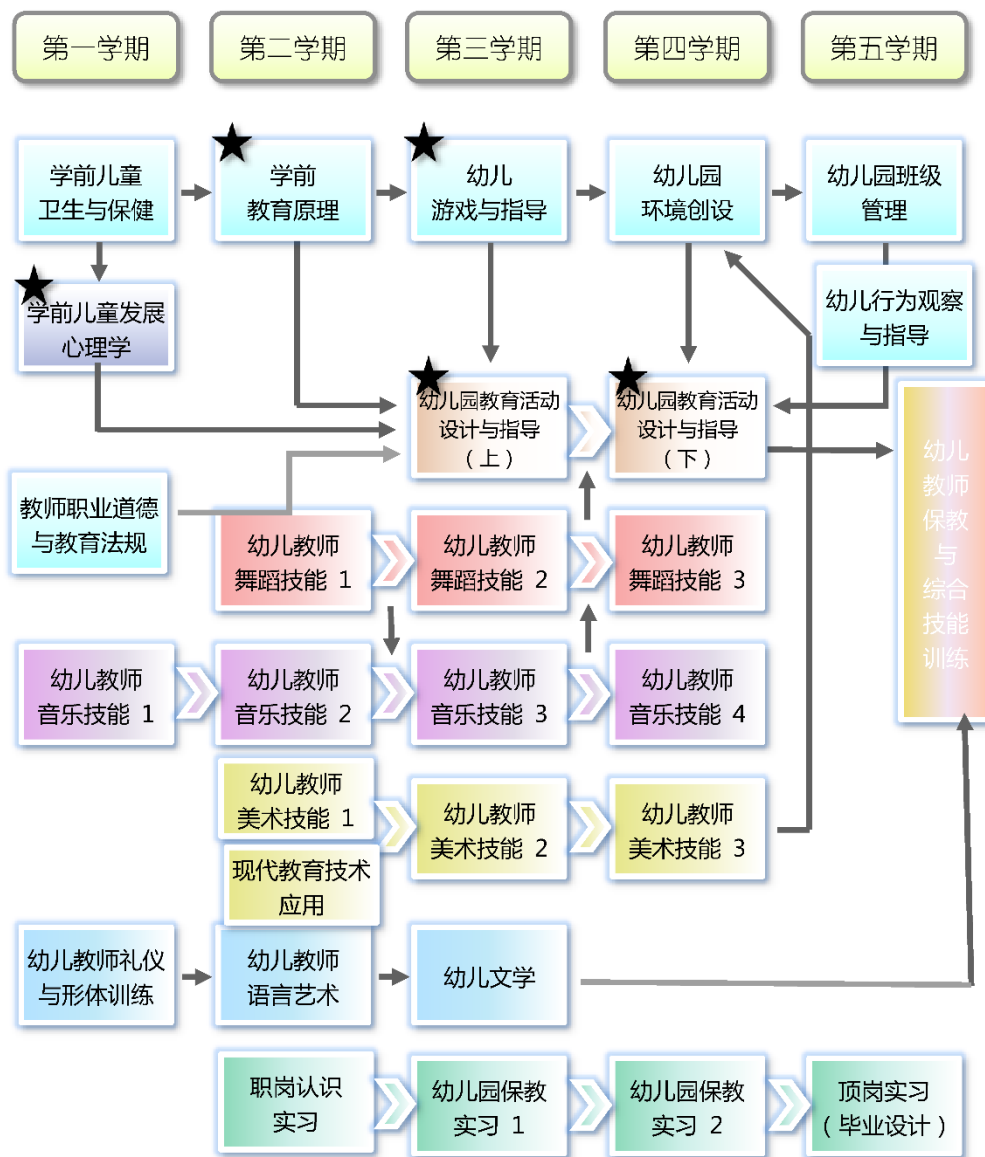 第一学期
第二学期
第三学期
第四学期
第五学期
学前儿童
卫生与保健
学前
教育原理
幼儿
游戏与指导
幼儿园
环境创设
幼儿园班级
管理
学前儿童发展
心理学
幼儿行为观察
与指导
幼儿园教育活动
设计与指导
（上）
幼儿园教育活动
设计与指导
（下）
幼儿
教师
保教
与
综合
技能
训练
教师职业道德
与教育法规
幼儿教师
舞蹈技能 1
幼儿教师
舞蹈技能 2
幼儿教师
舞蹈技能 3
幼儿教师
音乐技能 1
幼儿教师
音乐技能 2
幼儿教师
音乐技能 3
幼儿教师
音乐技能 4
幼儿教师
美术技能 1
幼儿教师
美术技能 2
幼儿教师
美术技能 3
现代教育技术
应用
幼儿教师礼仪
与形体训练
幼儿教师
语言艺术
幼儿文学
职岗认识
实习
幼儿园保教
实习 1
幼儿园保教
实习 2
顶岗实习
（毕业设计）